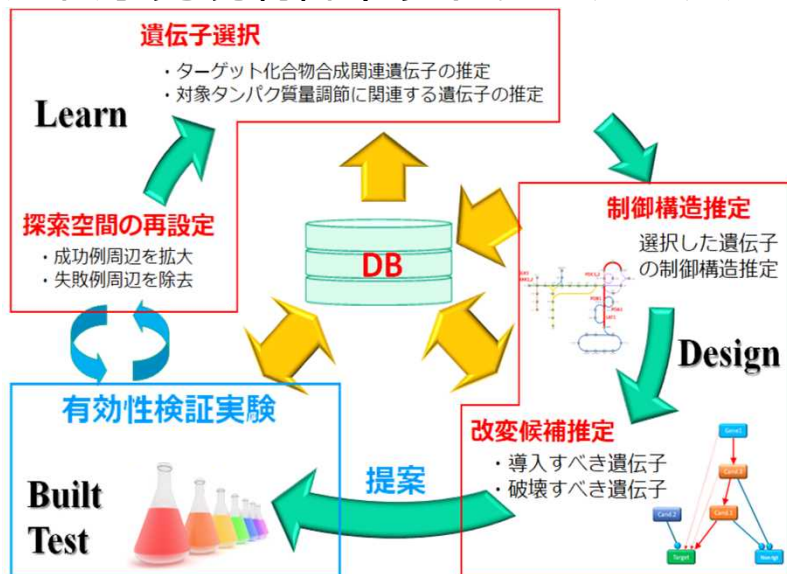 遺伝子選択
・ターゲット化合物合成関連遺伝子の推定
・対象タンパク質量調節に関連する遺伝子の推定
Learn
探索空間の再設定
・成功例周辺を拡大
・失敗例周辺を除去
DB
制御構造推定
選択した遺伝子
の制御構造推定
Design
改変候補推定
・導入すべき遺伝子
・破壊すべき遺伝子
Gene1
Cand.3
Cand.1
Cand.2
Target
有効性検証実験
提案
Built
Test